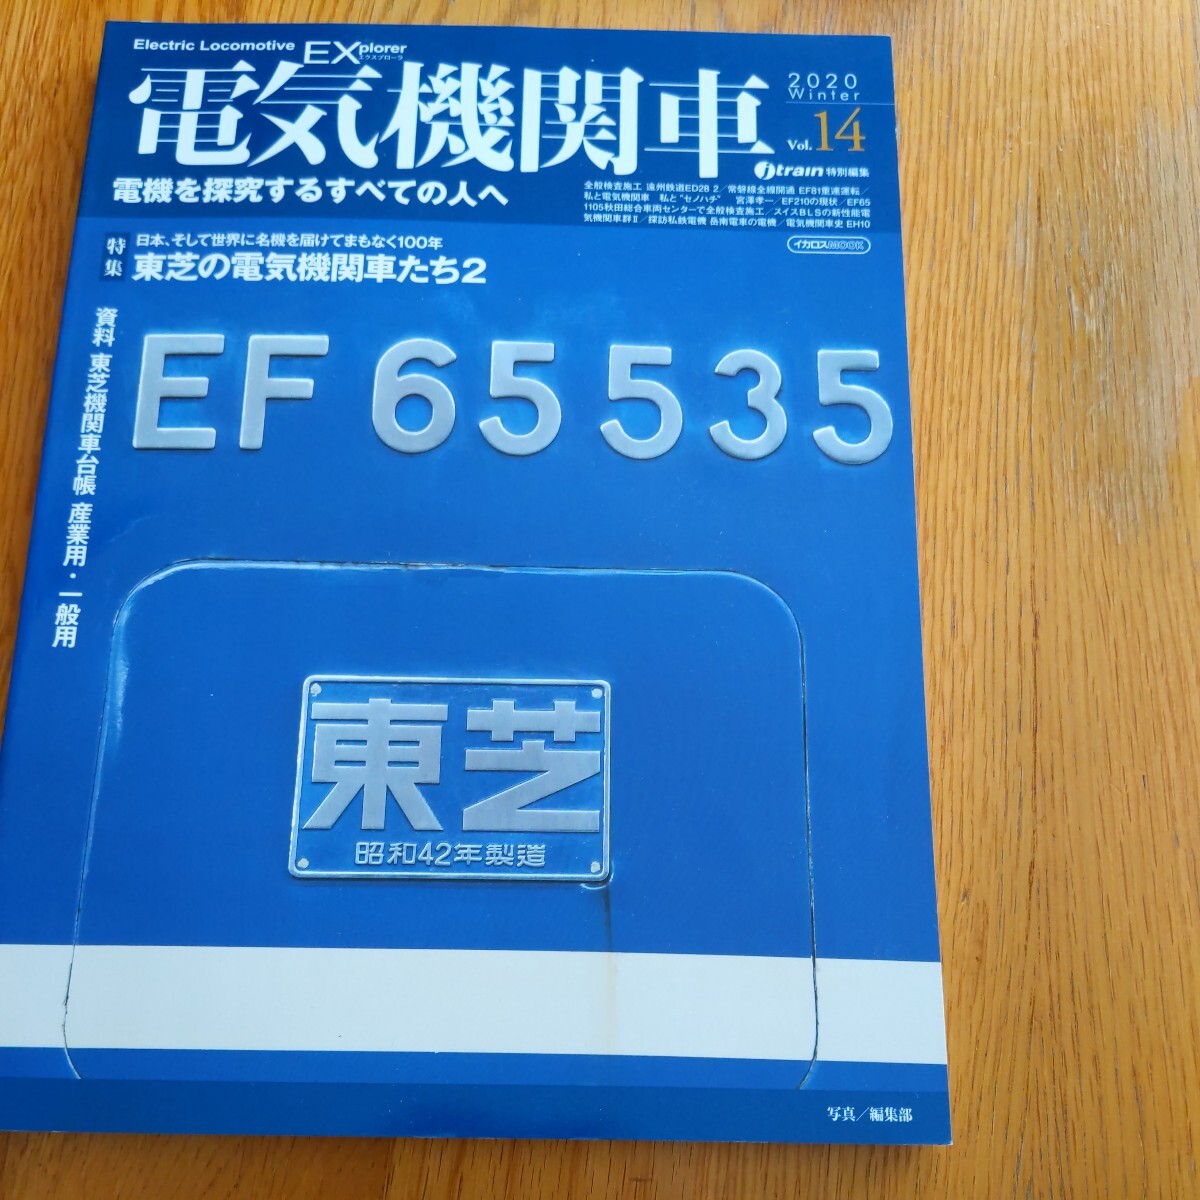 Electric Locomotive EXplorer
エクスプローラ
電気機関車
2020
Winter
Vol.14
j train 特別編集
電機を探究するすべての人へ
全般検査施工 遠州鉄道ED28 2／常磐線全線開通 EF81重連運転／
私と電気機関車 私と"セノハチ" 宮澤孝一／EF210の現状／EF65
1105秋田総合車両センターで全般検査施工／スイスBLSの新性能電
気機関車群II／探訪私鉄電機 岳南電車の電機／電気機関車史 EH10
イカロスMOOK
特集
日本、そして世界に名機を届けてまもなく100年
東芝の電気機関車たち2
資料 東芝機関車台帳 産業用・一般用
EF 65 535
東芝
昭和42年製造
写真／編集部